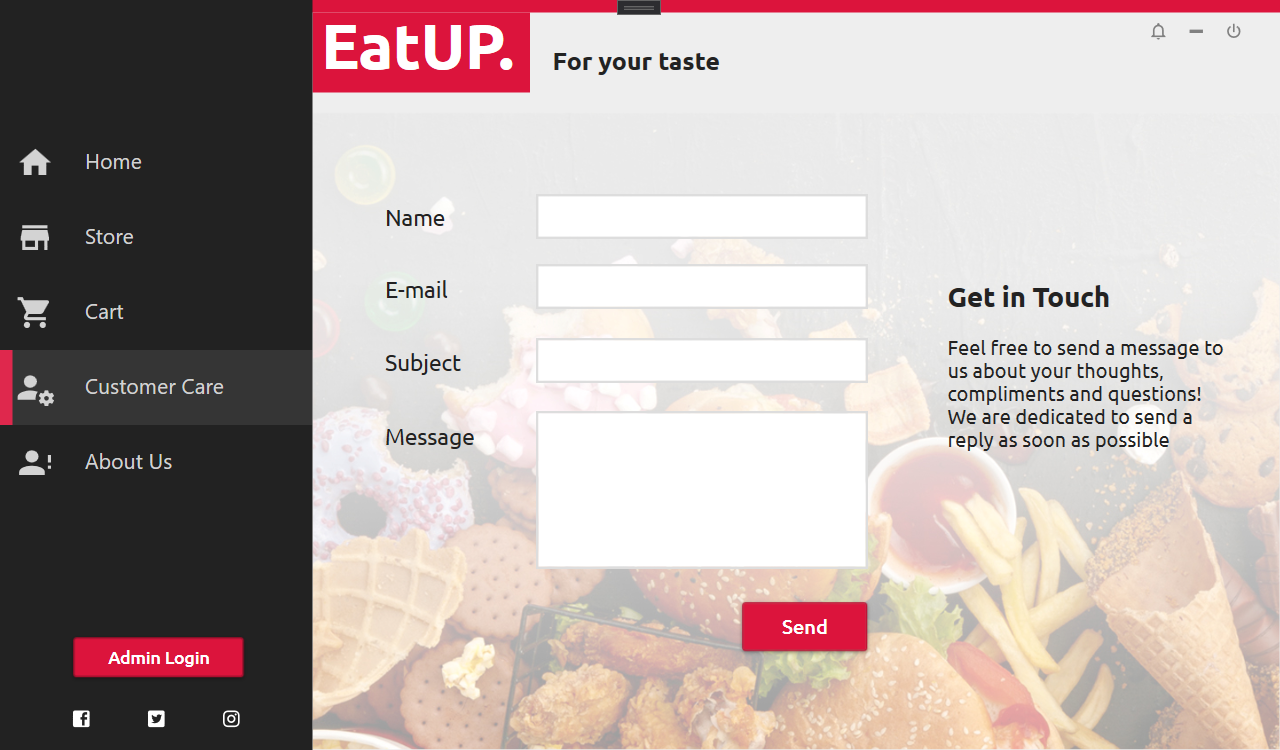 EatUP.
For your taste
Home
Store
Cart
Customer Care
About Us
Admin Login
Name
E-mail
Subject
Message
Send
Get in Touch
Feel free to send a message to
us about your thoughts,
compliments and questions!
We are dedicated to send a
reply as soon as possible